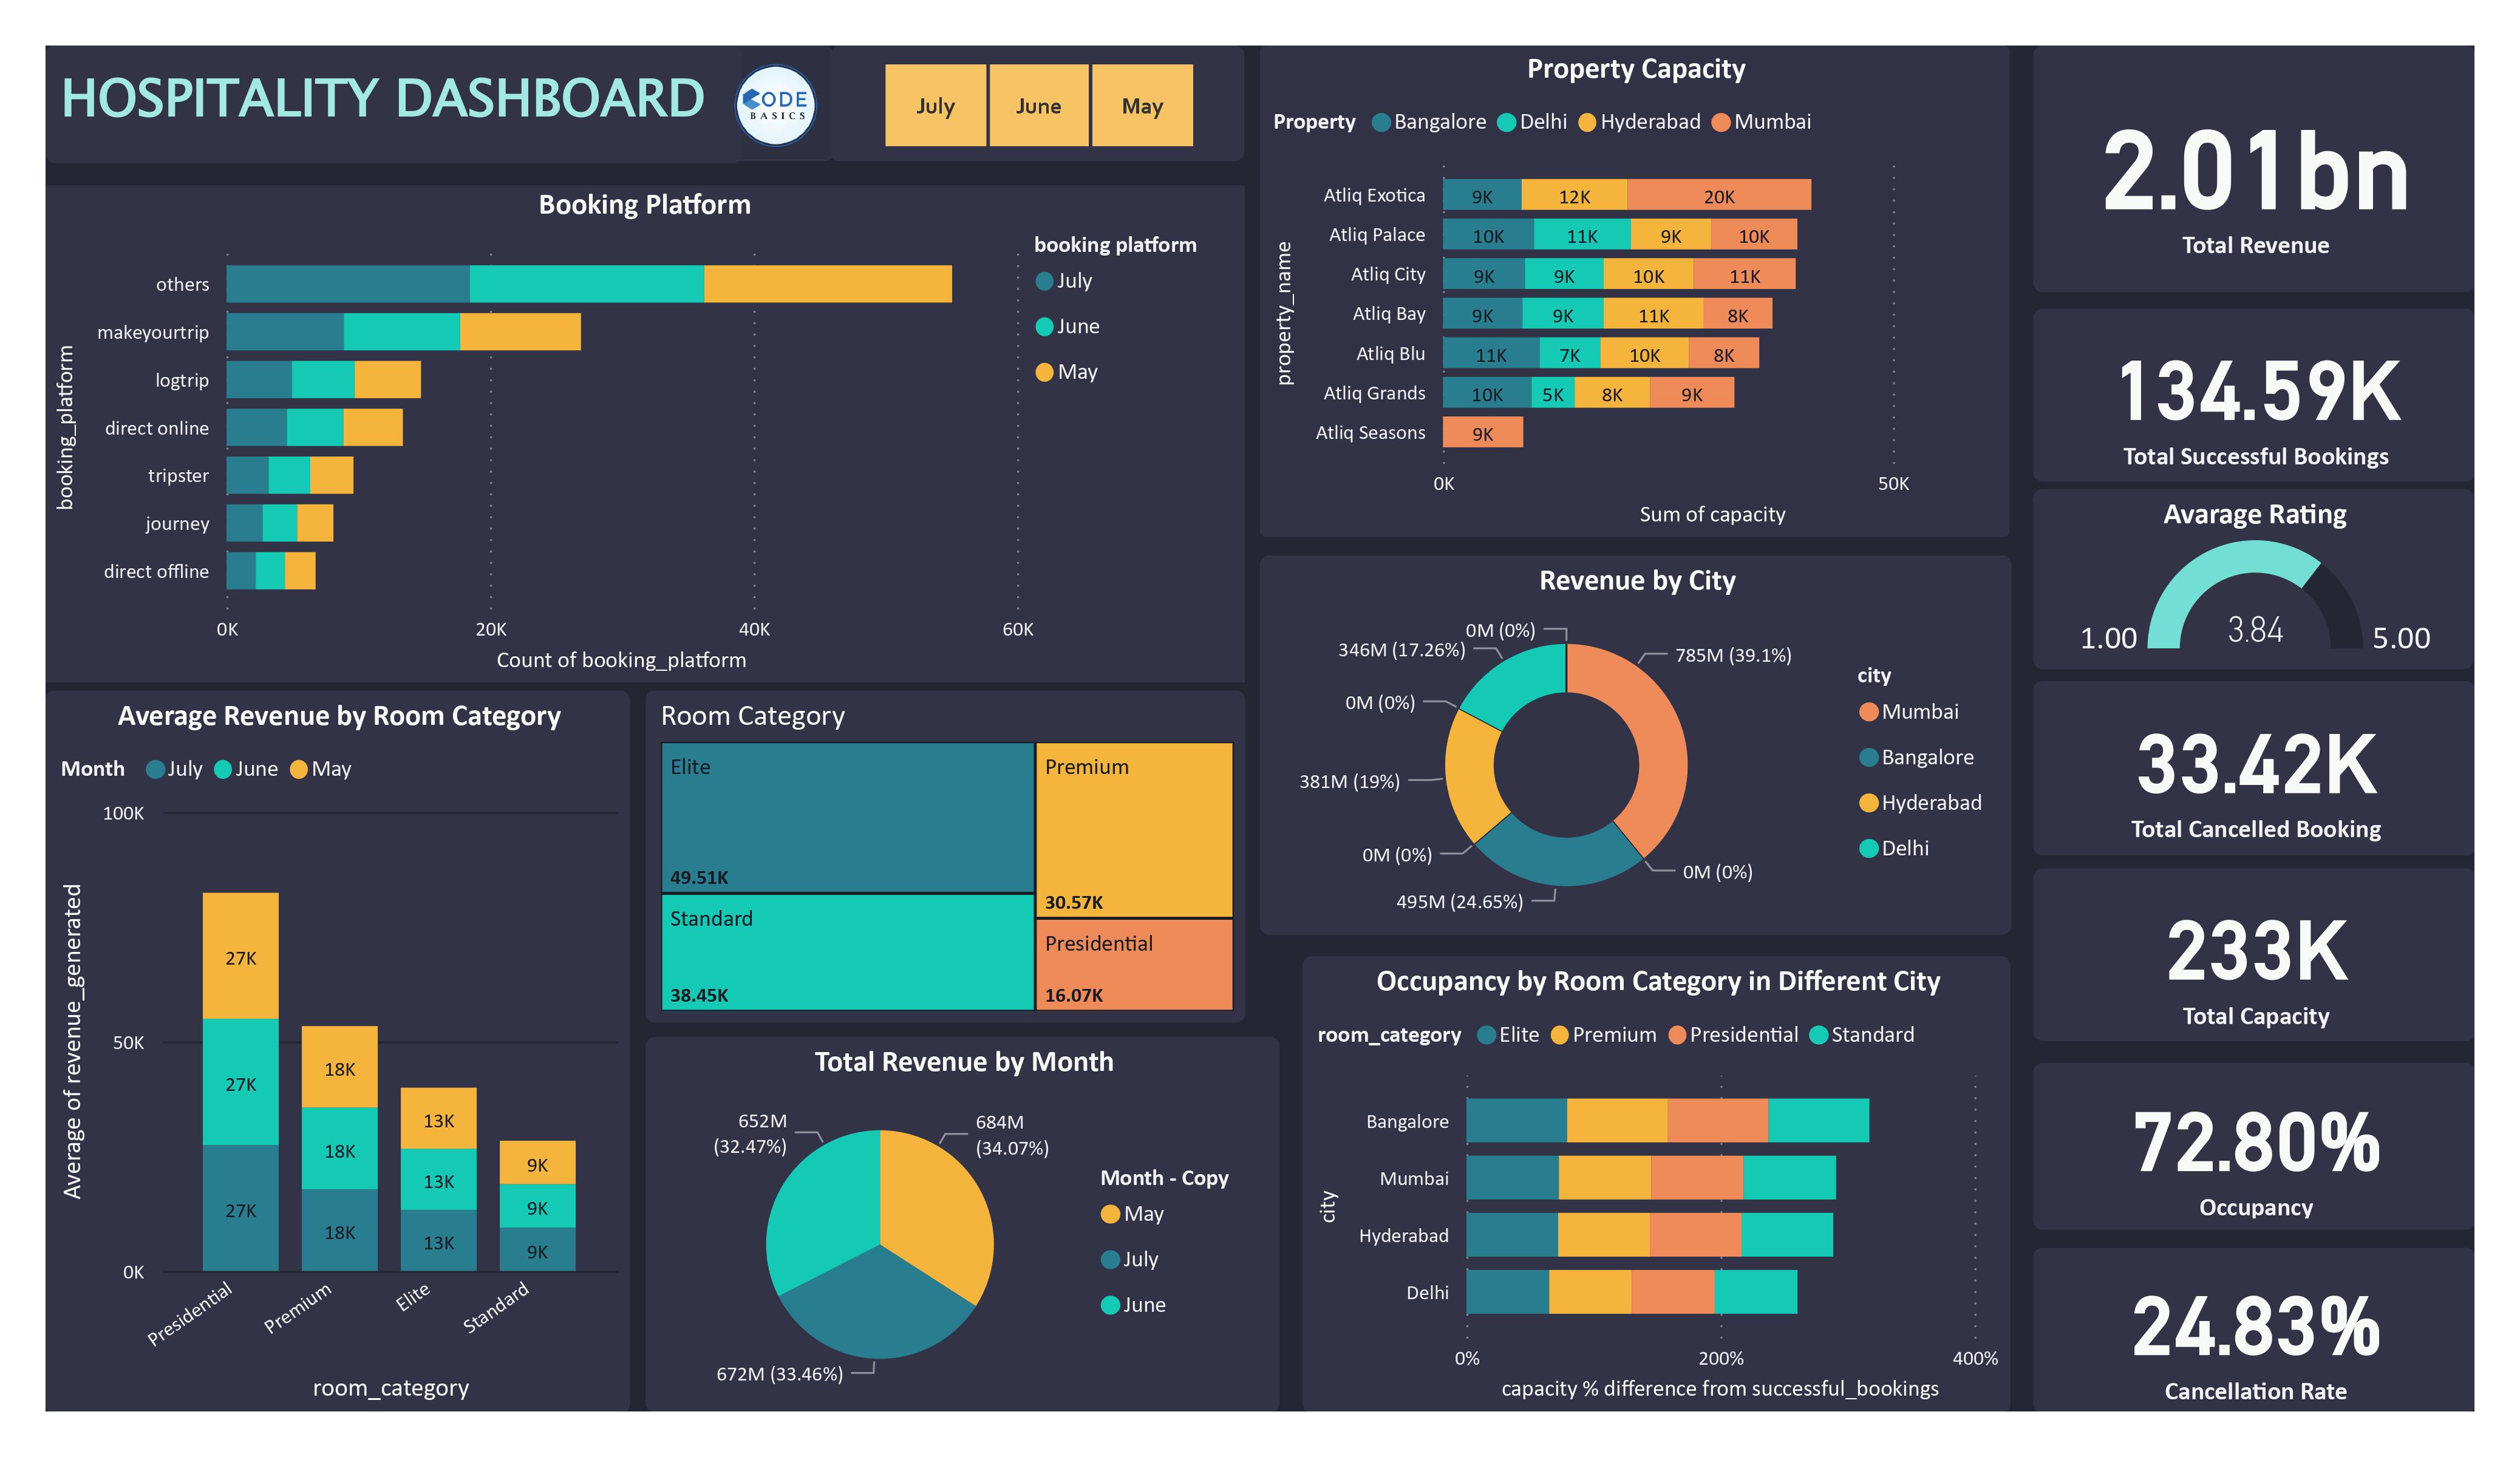 HOSPITALITY DASHBOARD
CODE
BASICS
July
June
May
Booking Platform
booking platform
July
June
May
booking_platform
others
makeyourtrip
logtrip
direct online
tripster
journey
direct offline
0K
20K
40K
60K
Count of booking_platform
Average Revenue by Room Category
Month July June May
Average of revenue_generated
100K
50K
0K
27K
27K
27K
18K
18K
18K
13K
13K
13K
9K
9K
9K
Presidential
Premium
Elite
Standard
room_category
Room Category
Elite
49.51K
Standard
38.45K
Premium
30.57K
Presidential
16.07K
Total Revenue by Month
652M
(32.47%)
684M
(34.07%)
672M (33.46%)
Month - Copy
May
July
June
Property Capacity
Property Bangalore Delhi Hyderabad Mumbai
property_name
Atliq Exotica 9K 12K 20K
Atliq Palace 10K 11K 9K 10K
Atliq City 9K 9K 10K 11K
Atliq Bay 9K 9K 11K 8K
Atliq Blu 11K 7K 10K 8K
Atliq Grands 10K 5K 8K 9K
Atliq Seasons 9K
0K
50K
Sum of capacity
Revenue by City
0M (0%)
346M (17.26%)
785M (39.1%)
0M (0%)
381M (19%)
0M (0%)
0M (0%)
495M (24.65%)
city
Mumbai
Bangalore
Hyderabad
Delhi
Occupancy by Room Category in Different City
room_category Elite Premium Presidential Standard
city
Bangalore
Mumbai
Hyderabad
Delhi
0%
200%
400%
capacity % difference from successful_bookings
2.01bn
Total Revenue
134.59K
Total Successful Bookings
Avarage Rating
1.00
3.84
5.00
33.42K
Total Cancelled Booking
233K
Total Capacity
72.80%
Occupancy
24.83%
Cancellation Rate